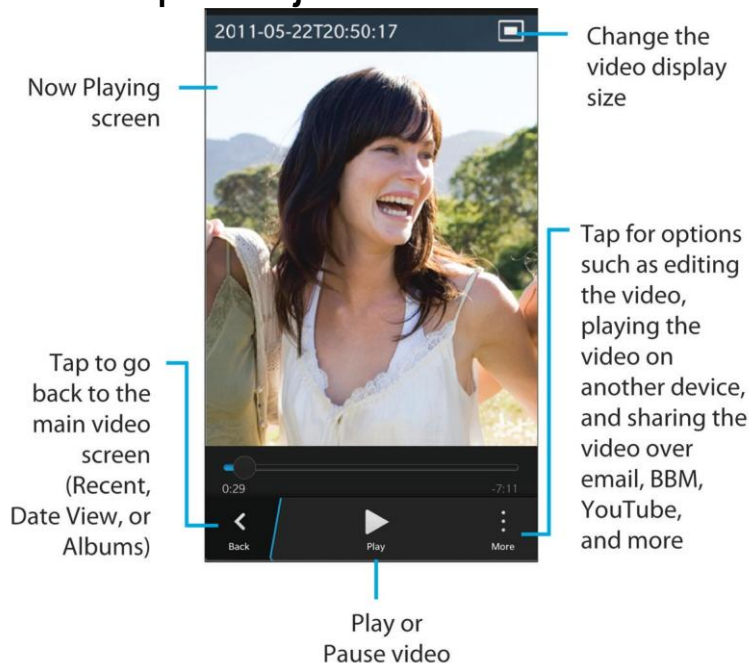 2011-05-22T20:50:17
Change the
video display
size
Now Playing
screen
Tap for options
such as editing
the video,
playing the
video on
another device,
and sharing the
video over
email, BBM,
YouTube,
and more
Tap to go
back to the
main video
screen
(Recent,
Date View, or
Albums)
0:29
-7:11
Back
Play
More
Play or
Pause video